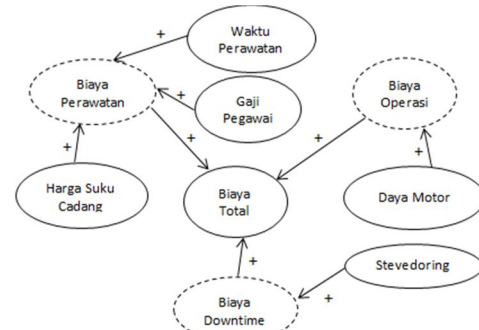 +
Waktu
Perawatan
Biaya
Perawatan
+
Gaji
Pegawai
Biaya
Operasi
+
+
+
+
Harga Suku
Cadang
Biaya
Total
Daya Motor
+
Stevedoring
+
Biaya
Downtime